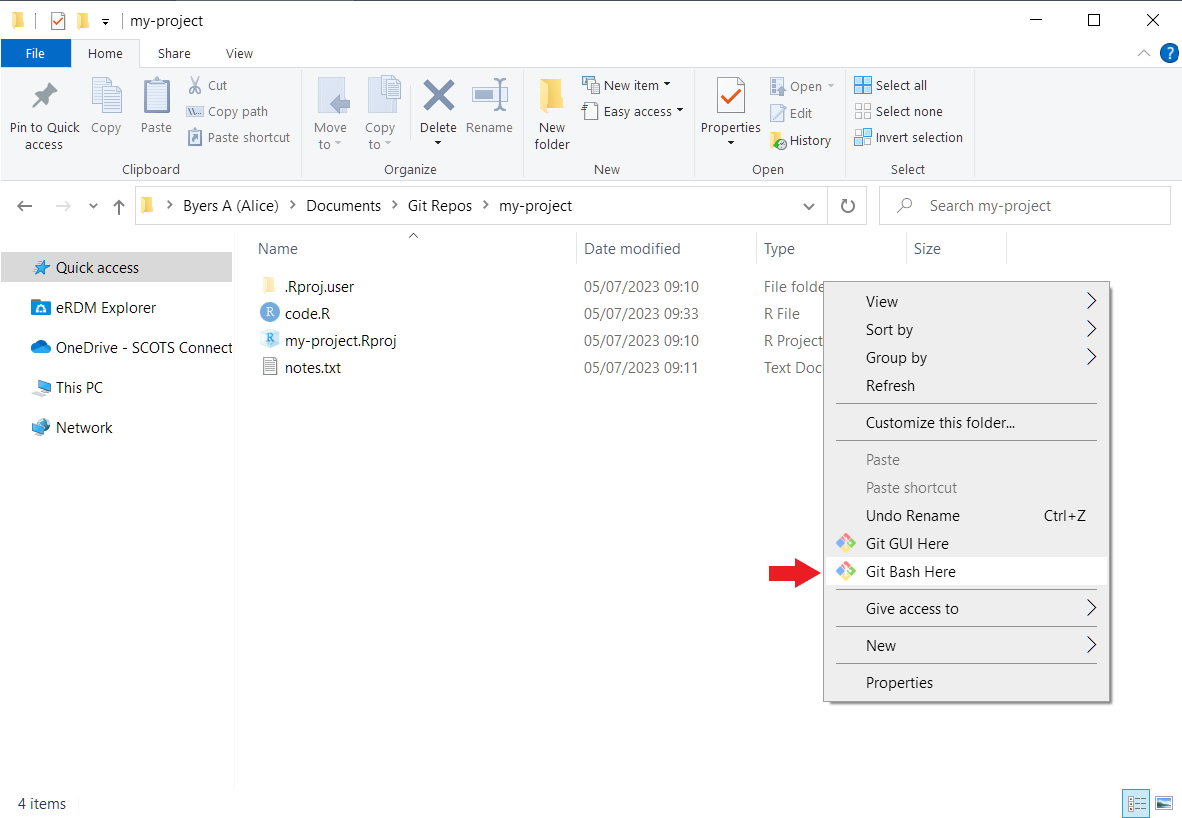 my-project
File Home Share View
Pin to Quick access
Copy
Paste
Cut
Copy path
Paste shortcut
Clipboard
Move to
Copy to
Delete
Rename
Organize
New folder
New item
Easy access
New
Properties
Open
Edit
History
Open
Select all
Select none
Invert selection
Select
Byers A (Alice) > Documents > Git Repos > my-project
Search my-project
Quick access
eRDM Explorer
OneDrive - SCOTS Connect
This PC
Network
Name Date modified Type Size
.Rproj.user 05/07/2023 09:10 File folde
code.R 05/07/2023 09:33 R File
my-project.Rproj 05/07/2023 09:10 R Project
notes.txt 05/07/2023 09:11 Text Doc
View
Sort by
Group by
Refresh
Customize this folder...
Paste
Paste shortcut
Undo Rename Ctrl+Z
Git GUI Here
Git Bash Here
Give access to
New
Properties
4 items